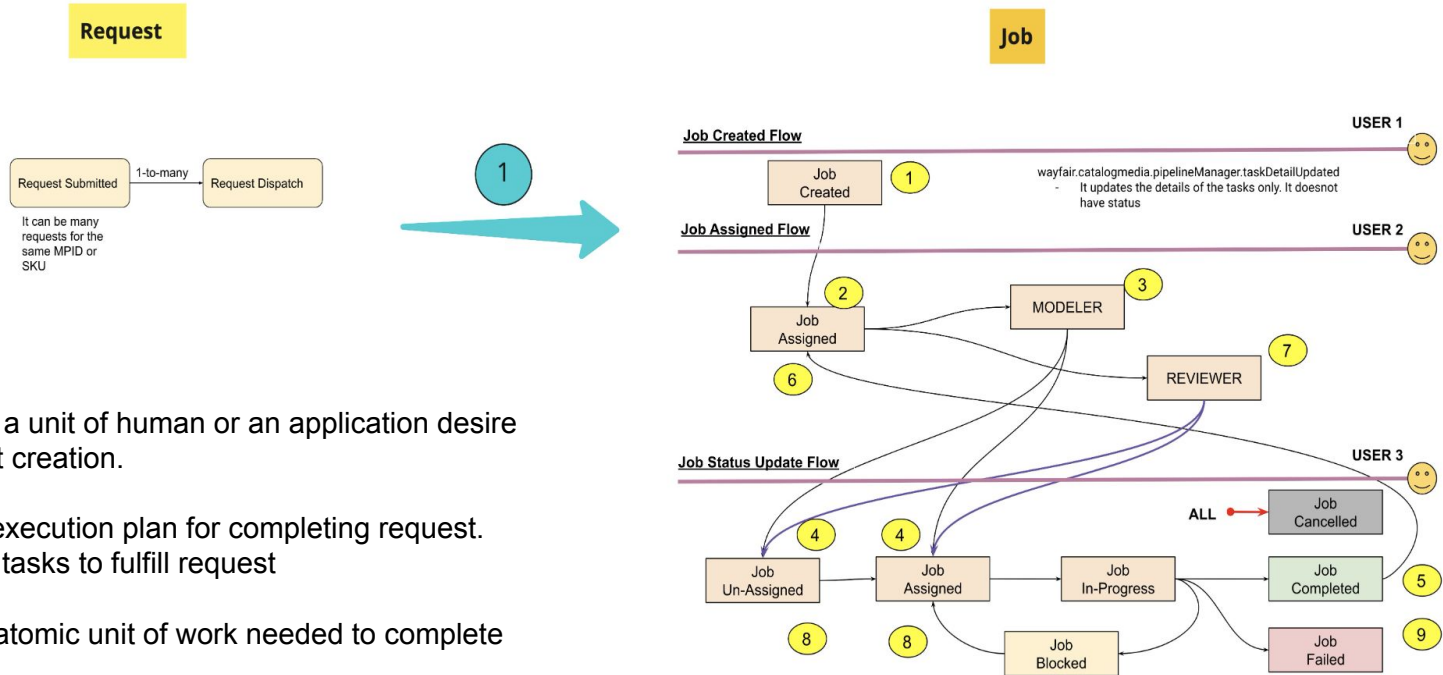 Request
Job
Request Submitted
1-to-many
Request Dispatch
It can be many
requests for the
same MPID or
SKU
1
a unit of human or an application desire
t creation.
execution plan for completing request.
tasks to fulfill request
atomic unit of work needed to complete
Job Created Flow
USER 1
Job
Created
1
wayfair.catalogmedia.pipelineManager.taskDetailUpdated
- It updates the details of the tasks only. It doesnot
have status
Job Assigned Flow
USER 2
2
3
MODELER
Job
Assigned
6
7
REVIEWER
Job Status Update Flow
USER 3
ALL
Job
Cancelled
4
4
Job
Un-Assigned
Job
Assigned
Job
In-Progress
Job
Completed
5
8
8
Job
Blocked
Job
Failed
9